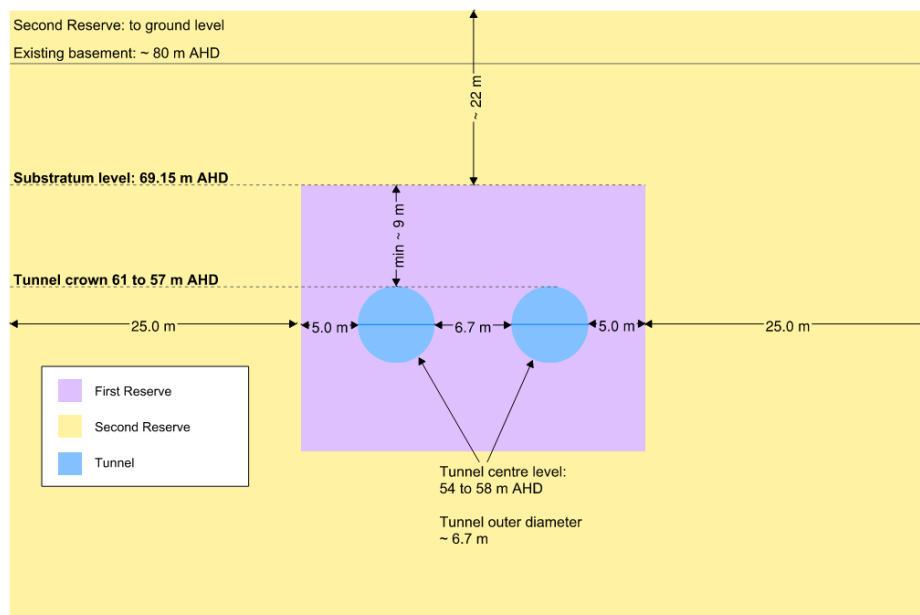 Second Reserve: to ground level
Existing basement: ~ 80 m AHD
~ 22 m
Substratum level: 69.15 m AHD
min ~ 9 m
Tunnel crown 61 to 57 m AHD
25.0 m
5.0 m
6.7 m
5.0 m
25.0 m
First Reserve
Second Reserve
Tunnel
Tunnel centre level:
54 to 58 m AHD
Tunnel outer diameter
~ 6.7 m